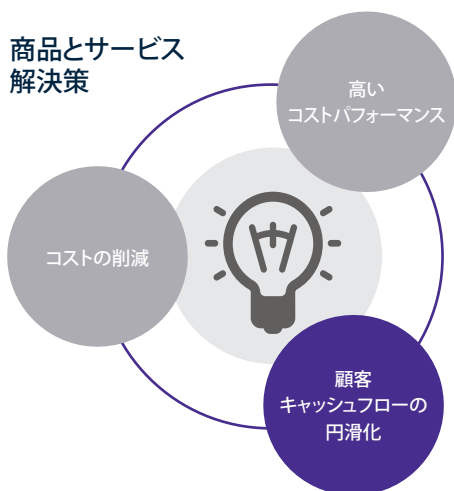 商品とサービス
解決策
高い
コストパフォーマンス
コストの削減
顧客
キャッシュフローの
円滑化